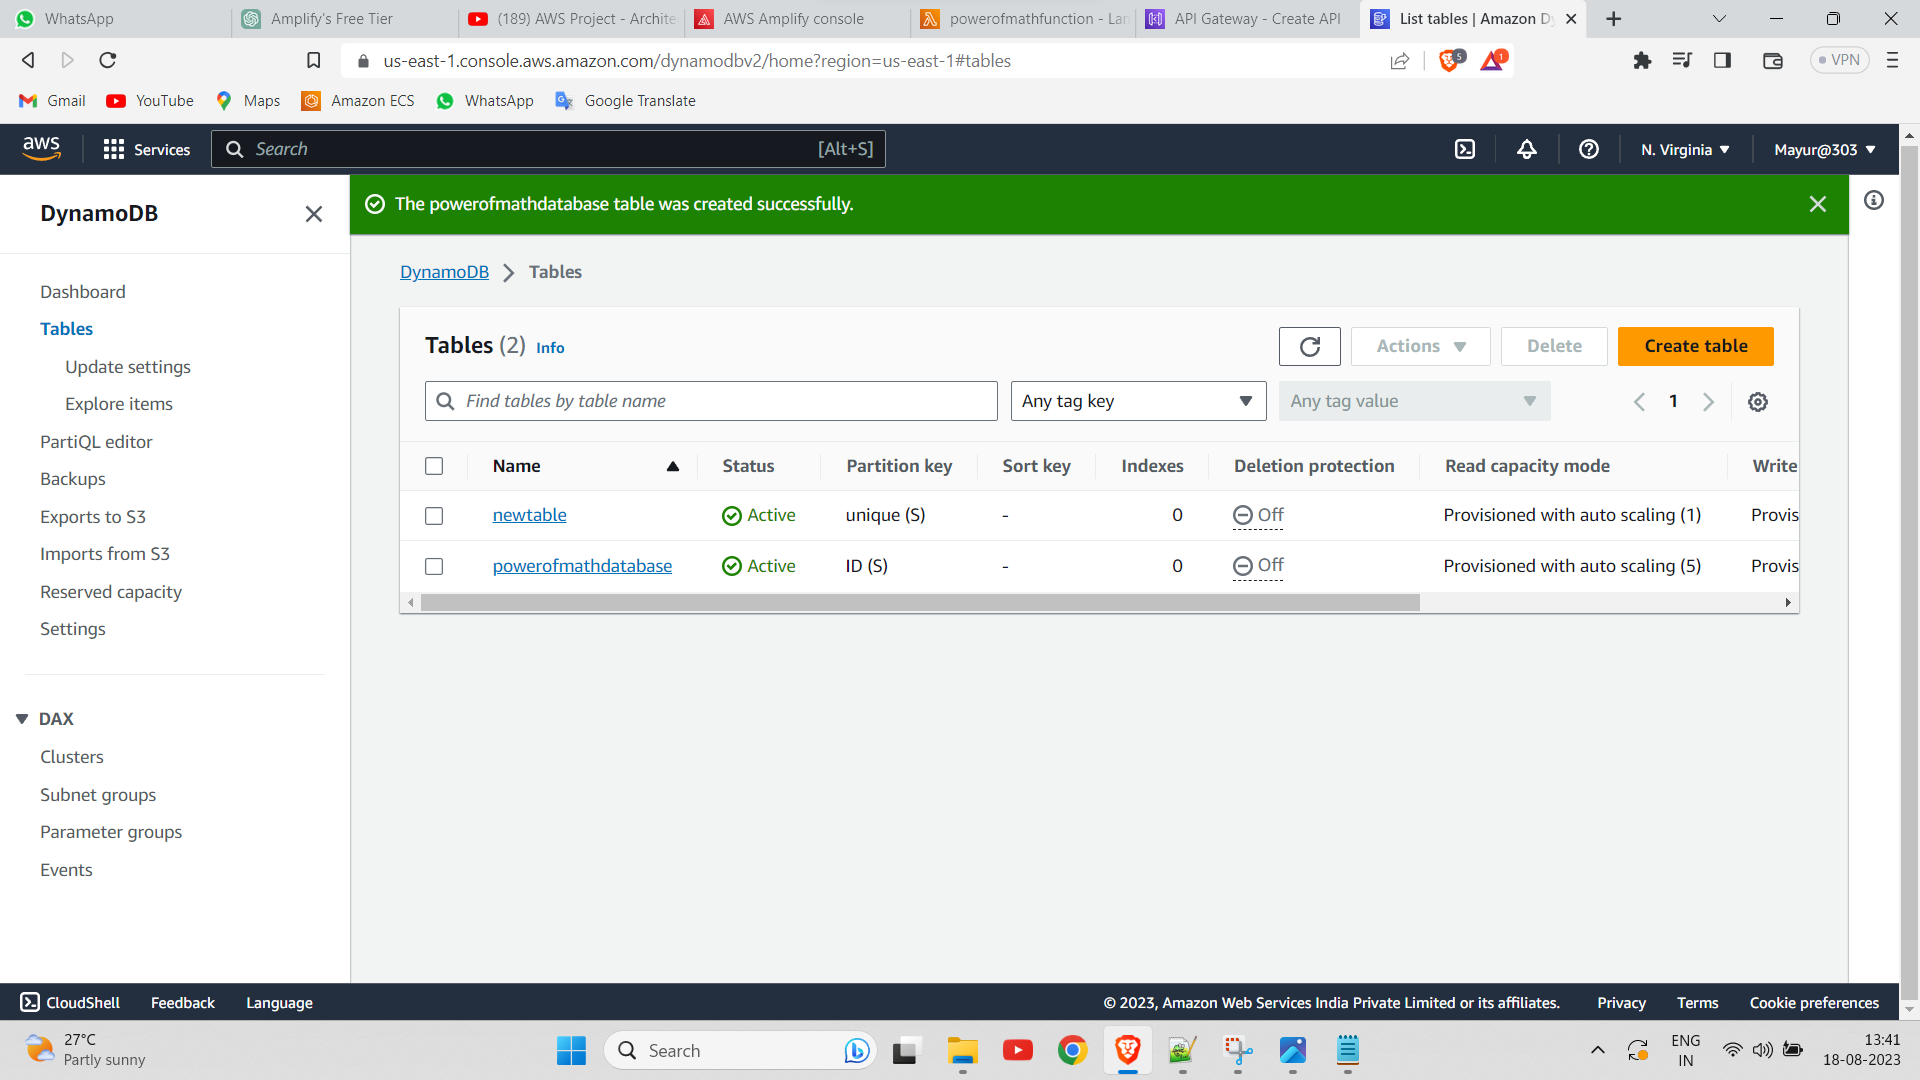 WhatsApp
Amplify's Free Tier
(189) AWS Project - Archite
AWS Amplify console
powerofmathfunction - Lan
API Gateway - Create API
List tables | Amazon Dy
us-east-1.console.aws.amazon.com/dynamodbv2/home?region=us-east-1#tables
5
1
VPN
Gmail
YouTube
Maps
Amazon ECS
WhatsApp
Google Translate
aws
Services
Search
[Alt+S]
N. Virginia
Mayur@303
DynamoDB
The powerofmathdatabase table was created successfully.
Dashboard
Tables
Update settings
Explore items
PartiQL editor
Backups
Exports to S3
Imports from S3
Reserved capacity
Settings
DAX
Clusters
Subnet groups
Parameter groups
Events
DynamoDB > Tables
Tables (2) Info
Actions
Delete
Create table
Find tables by table name
Any tag key
Any tag value
1
Name Status Partition key Sort key Indexes Deletion protection Read capacity mode Write
newtable Active unique (S) - 0 Off Provisioned with auto scaling (1) Provis
powerofmathdatabase Active ID (S) - 0 Off Provisioned with auto scaling (5) Provis
CloudShell
Feedback
Language
© 2023, Amazon Web Services India Private Limited or its affiliates.
Privacy
Terms
Cookie preferences
27°C
Partly sunny
Search
ENG
IN
13:41
18-08-2023